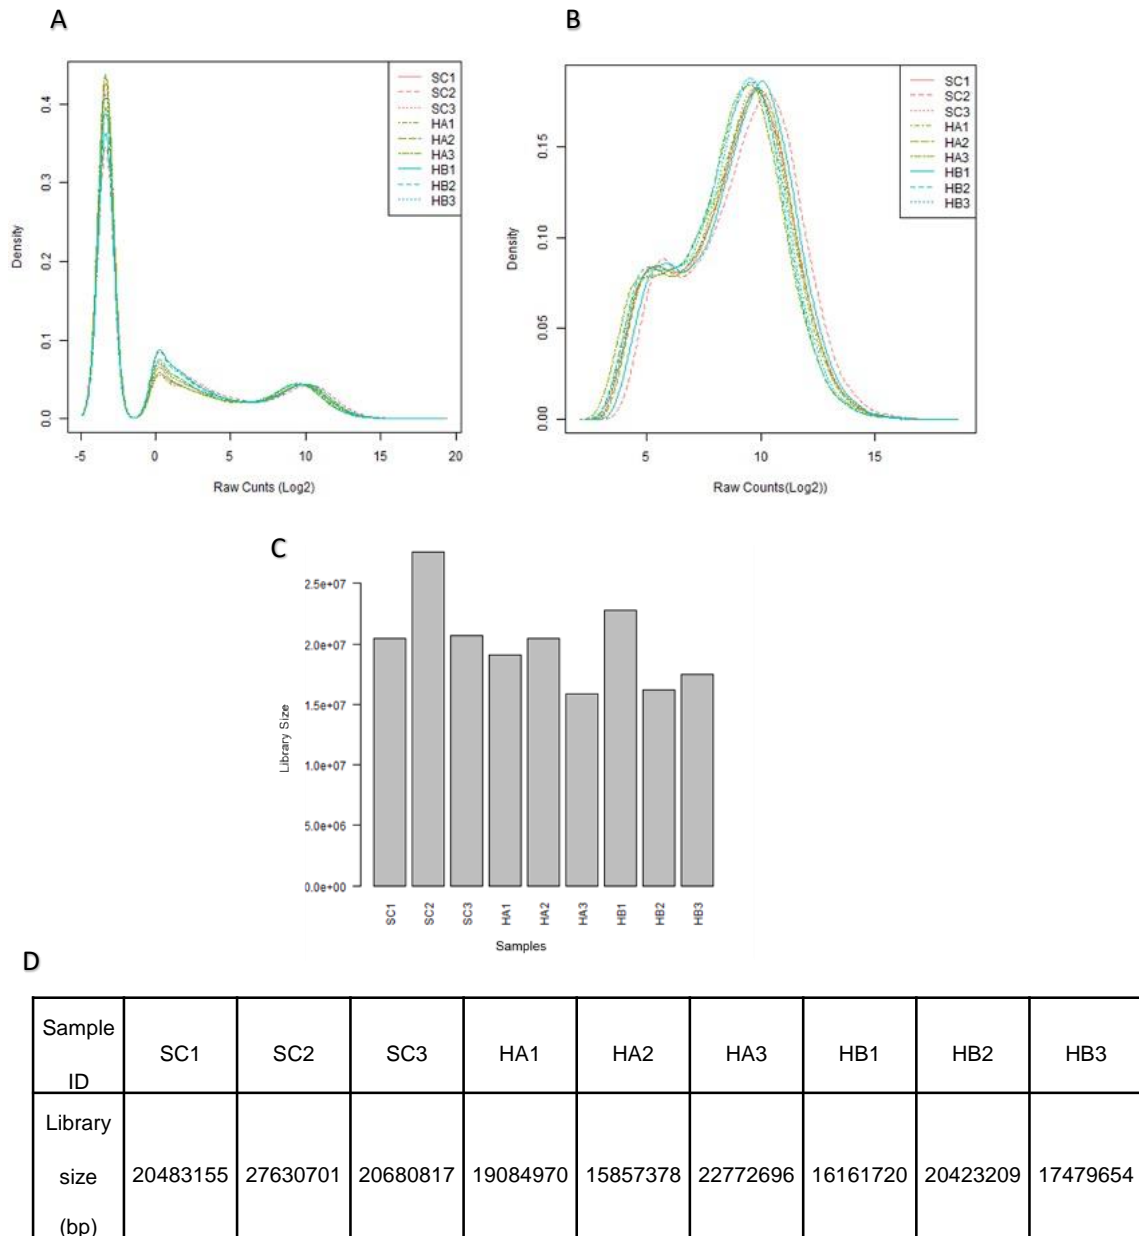 A
0.4
0.3
0.2
0.1
0.0
Density
-5
0
5
10
15
20
Raw Cunts (Log2)
SC1
SC2
SC3
HA1
HA2
HA3
HB1
HB2
HB3
B
0.15
0.10
0.05
0.00
Density
5
10
15
Raw Counts(Log2))
SC1
SC2
SC3
HA1
HA2
HA3
HB1
HB2
HB3
C
2.5e+07
2.0e+07
1.5e+07
1.0e+07
5.0e+06
0.0e+00
Library Size
SC1
SC2
SC3
HA1
HA2
HA3
HB1
HB2
HB3
Samples
D
Sample
ID
SC1
SC2
SC3
HA1
HA2
HA3
HB1
HB2
HB3
Library
size
(bp)
20483155
27630701
20680817
19084970
15857378
22772696
16161720
20423209
17479654